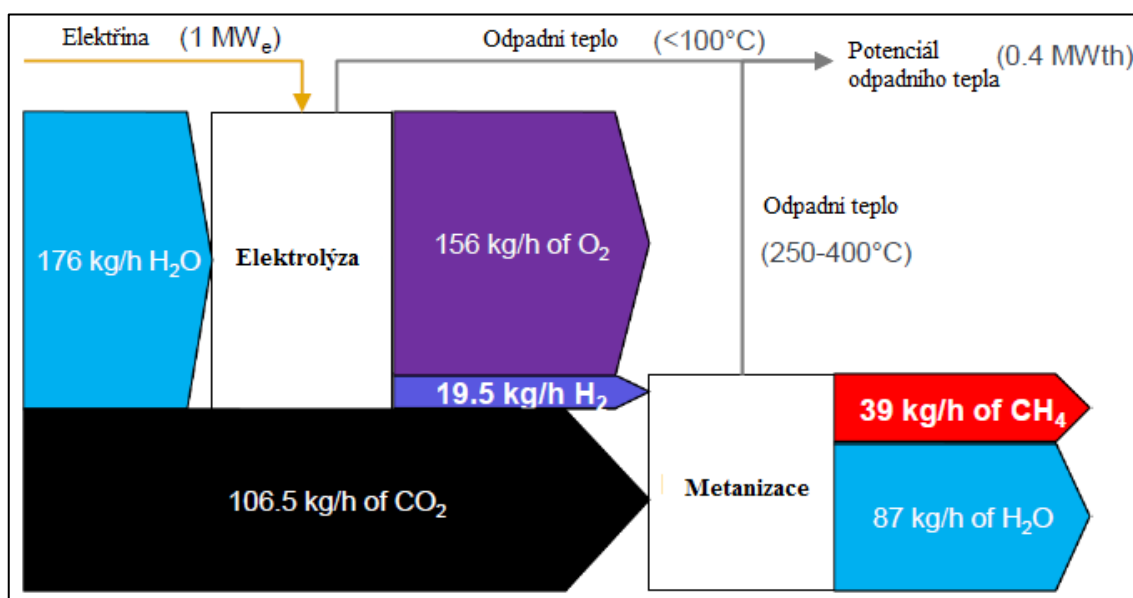 Elektřina (1 MWe)
Odpadní teplo (<100°C)
Potenciál (0.4 MWth)
odpadního tepla
176 kg/h H2O
Elektrolýza
156 kg/h of O2
Odpadní teplo
(250-400°C)
19.5 kg/h H2
39 kg/h of CH4
106.5 kg/h of CO2
Metanizace
87 kg/h of H2O